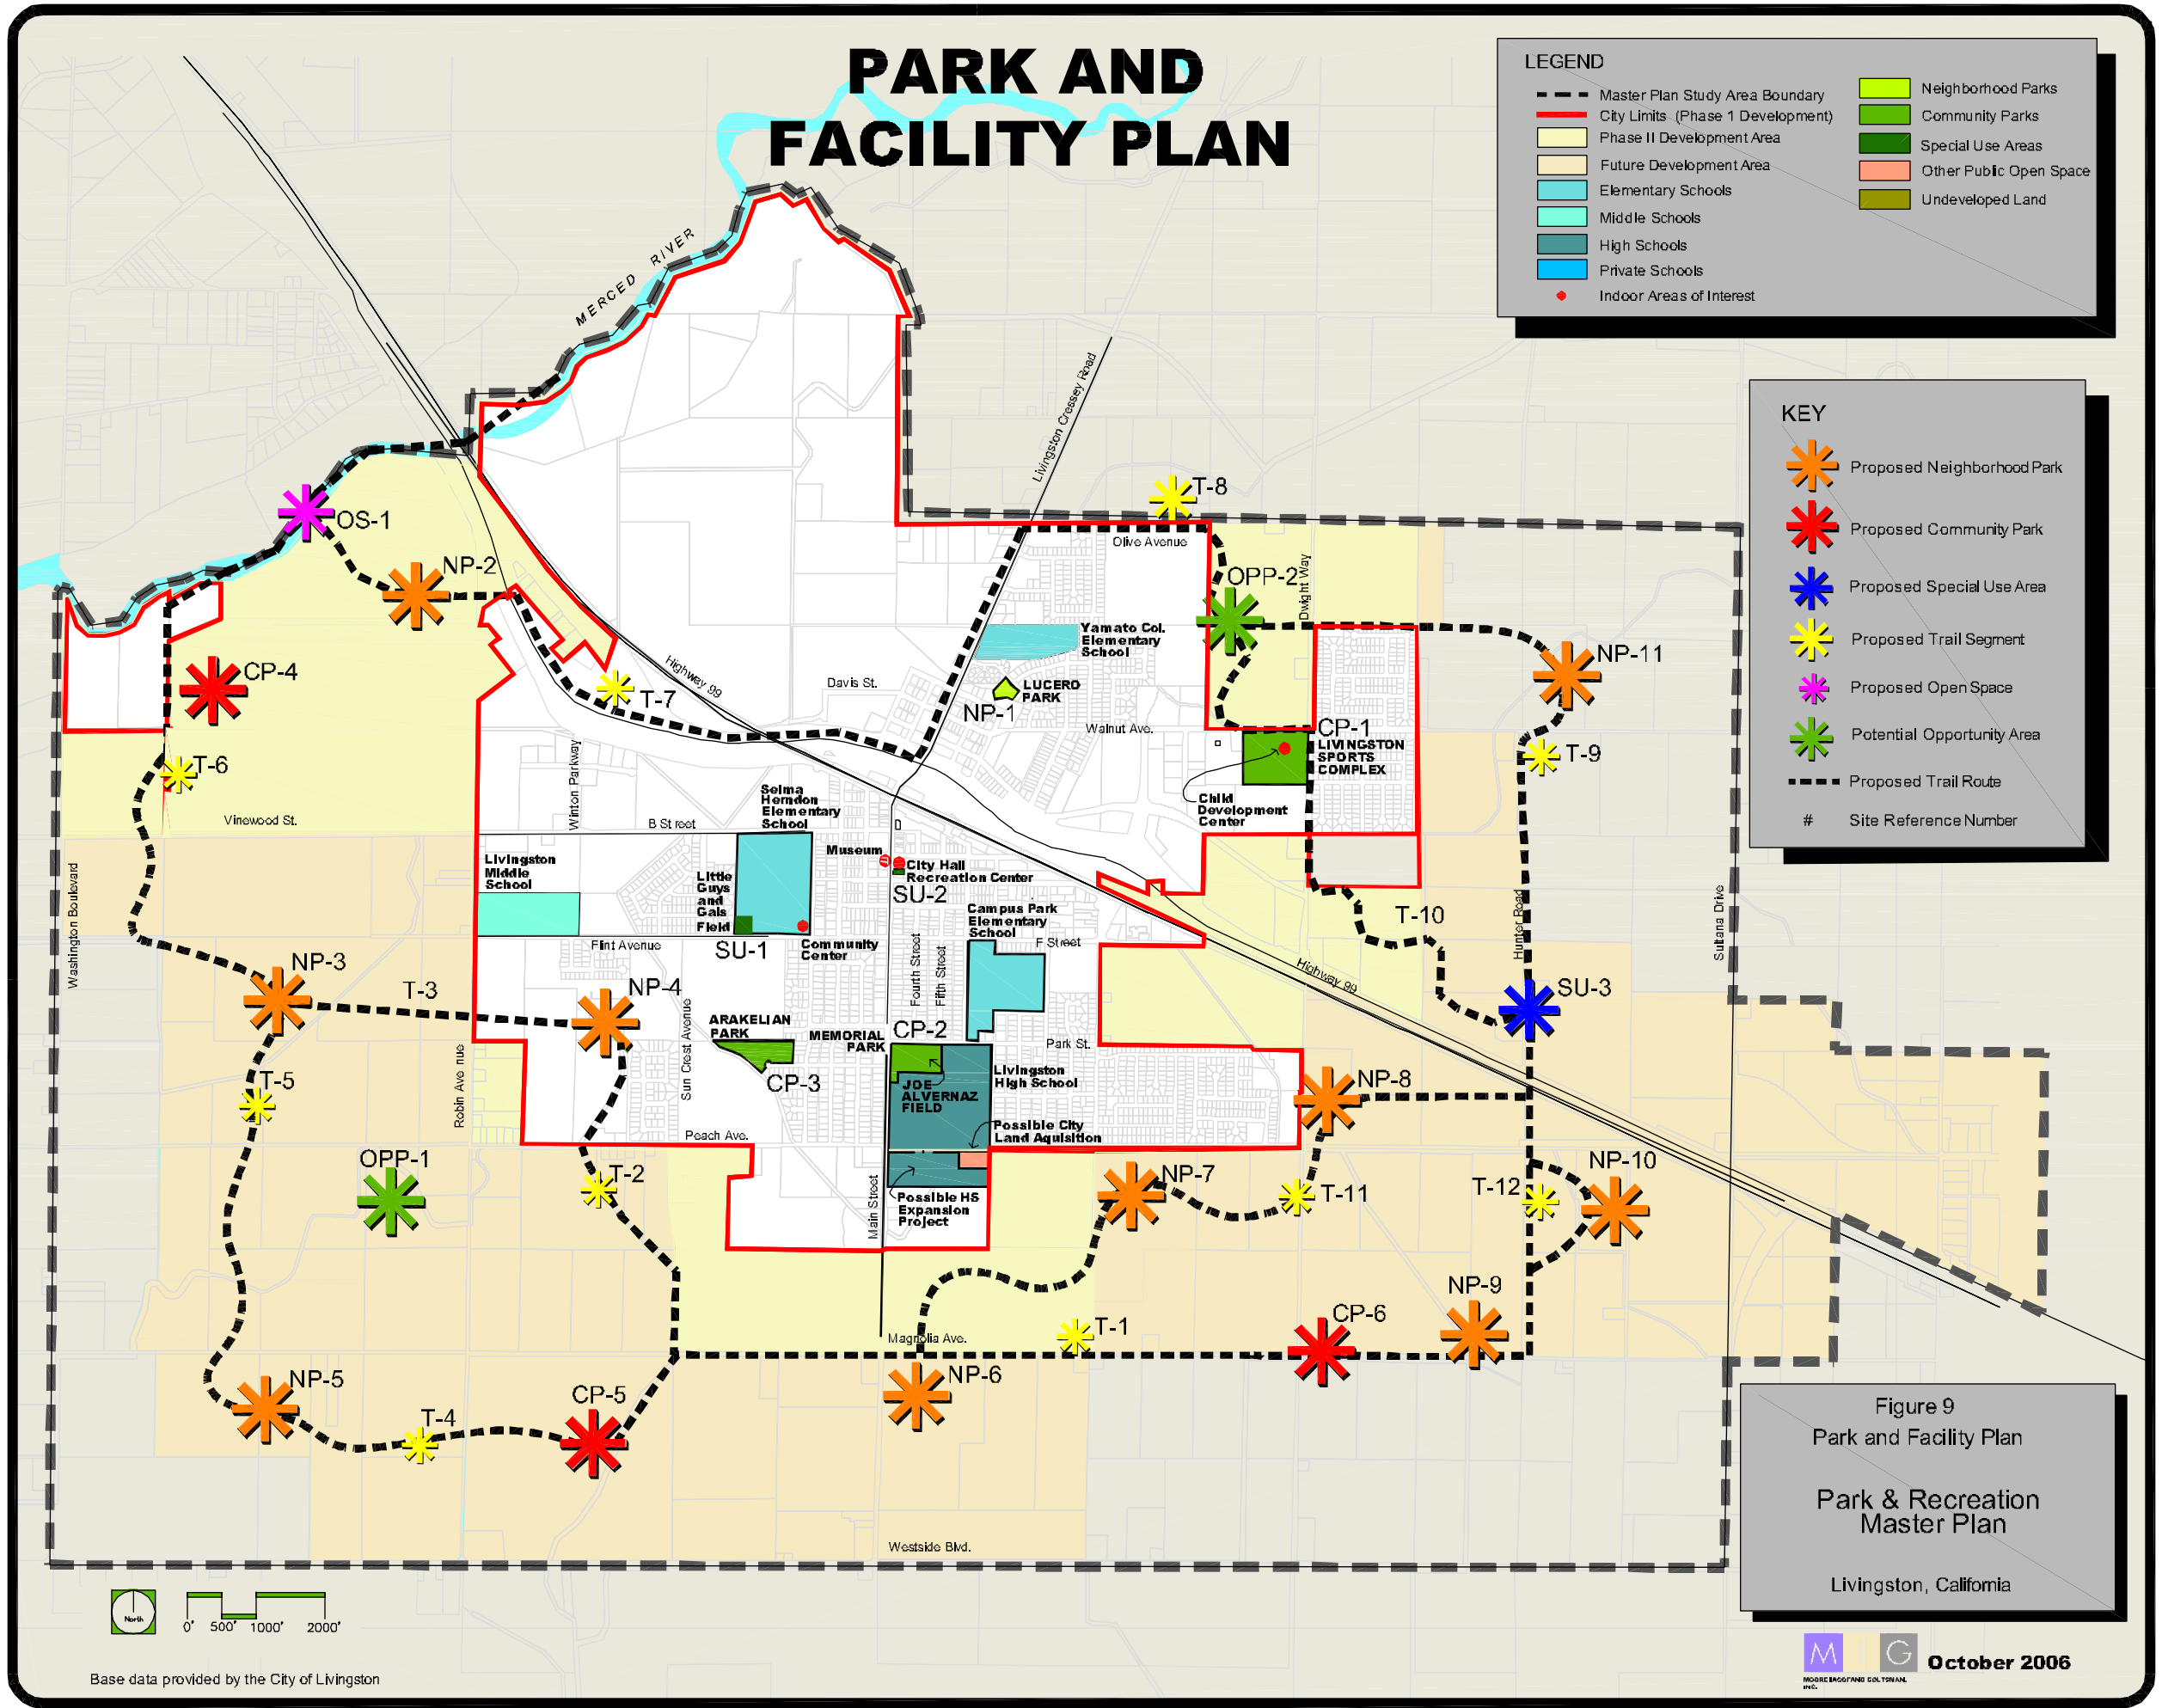 PARK AND
FACILITY PLAN
LEGEND
Master Plan Study Area Boundary
City Limits (Phase 1 Development)
Phase II Development Area
Future Development Area
Elementary Schools
Middle Schools
High Schools
Private Schools
Indoor Areas of Interest
Neighborhood Parks
Community Parks
Special Use Areas
Other Public Open Space
Undeveloped Land
KEY
Proposed Neighborhood Park
Proposed Community Park
Proposed Special Use Area
Proposed Trail Segment
Proposed Open Space
Potential Opportunity Area
Proposed Trail Route
# Site Reference Number
MERCED RIVER
Livingston Cressey Road
T-8
OS-1
Olive Avenue
NP-2
OPP-2
Dwight Way
Yamato Col.
Elementary
School
NP-11
CP-4
Highway 99
T-7
Davis St.
LUCERO
PARK
NP-1
Walnut Ave.
CP-1
LIVINGSTON
SPORTS
COMPLEX
T-9
T-6
Winton Parkway
Selma
Herndon
Elementary
School
Child
Development
Center
Vinewood St.
B Street
Museum
City Hall
Recreation Center
SU-2
Livingston
Middle
School
Little
Guys
and
Gals
Field
SU-1
Community
Center
Campus Park
Elementary
School
F Street
T-10
Hunter Road
Sultana Drive
Washington Boulevard
Flint Avenue
Fourth Street
Fifth Street
Highway 99
NP-3
T-3
NP-4
SU-3
Sun Crest Avenue
ARAKELIAN
PARK
CP-3
MEMORIAL
PARK
CP-2
Park St.
Robin Ave nue
T-5
JOE
ALVERNAZ
FIELD
Livingston
High School
NP-8
Possible City
Land Aquisition
Peach Ave.
OPP-1
T-2
NP-7
T-11
T-12
NP-10
Main Street
Possible HS
Expansion
Project
NP-9
CP-6
T-1
Magnolia Ave.
NP-5
NP-6
CP-5
T-4
Westside Blvd.
Figure 9
Park and Facility Plan
Park & Recreation
Master Plan
Livingston, California
North
0' 500' 1000' 2000'
Base data provided by the City of Livingston
M I G
October 2006